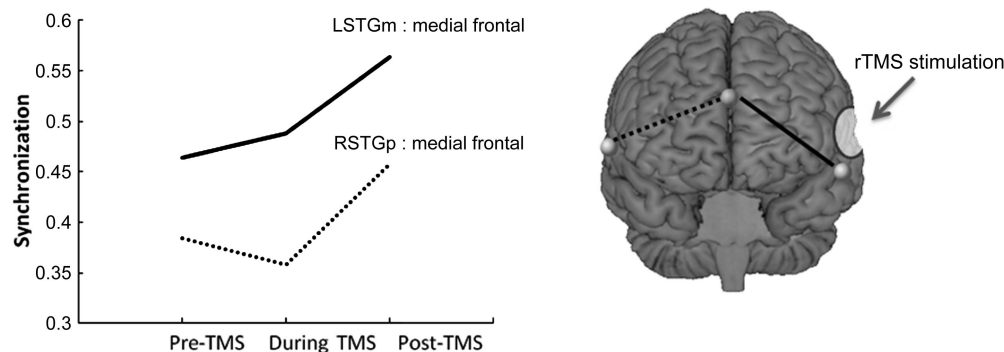 0.6
LSTGm : medial frontal
0.55
0.5
RSTGp : medial frontal
0.45
0.4
0.35
0.3
Synchronization
Pre-TMS During TMS Post-TMS
rTMS stimulation